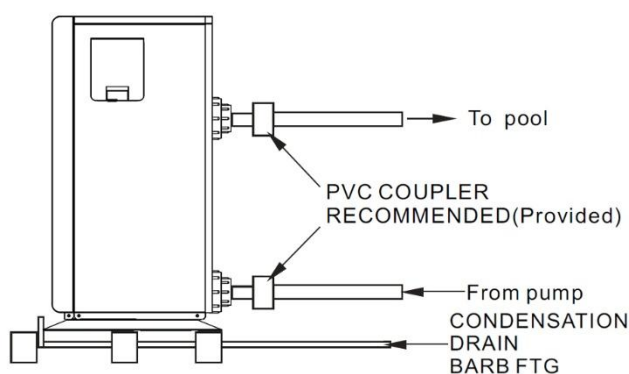 To pool
PVC COUPLER
RECOMMENDED(Provided)
From pump
CONDENSATION
DRAIN
BARB FTG